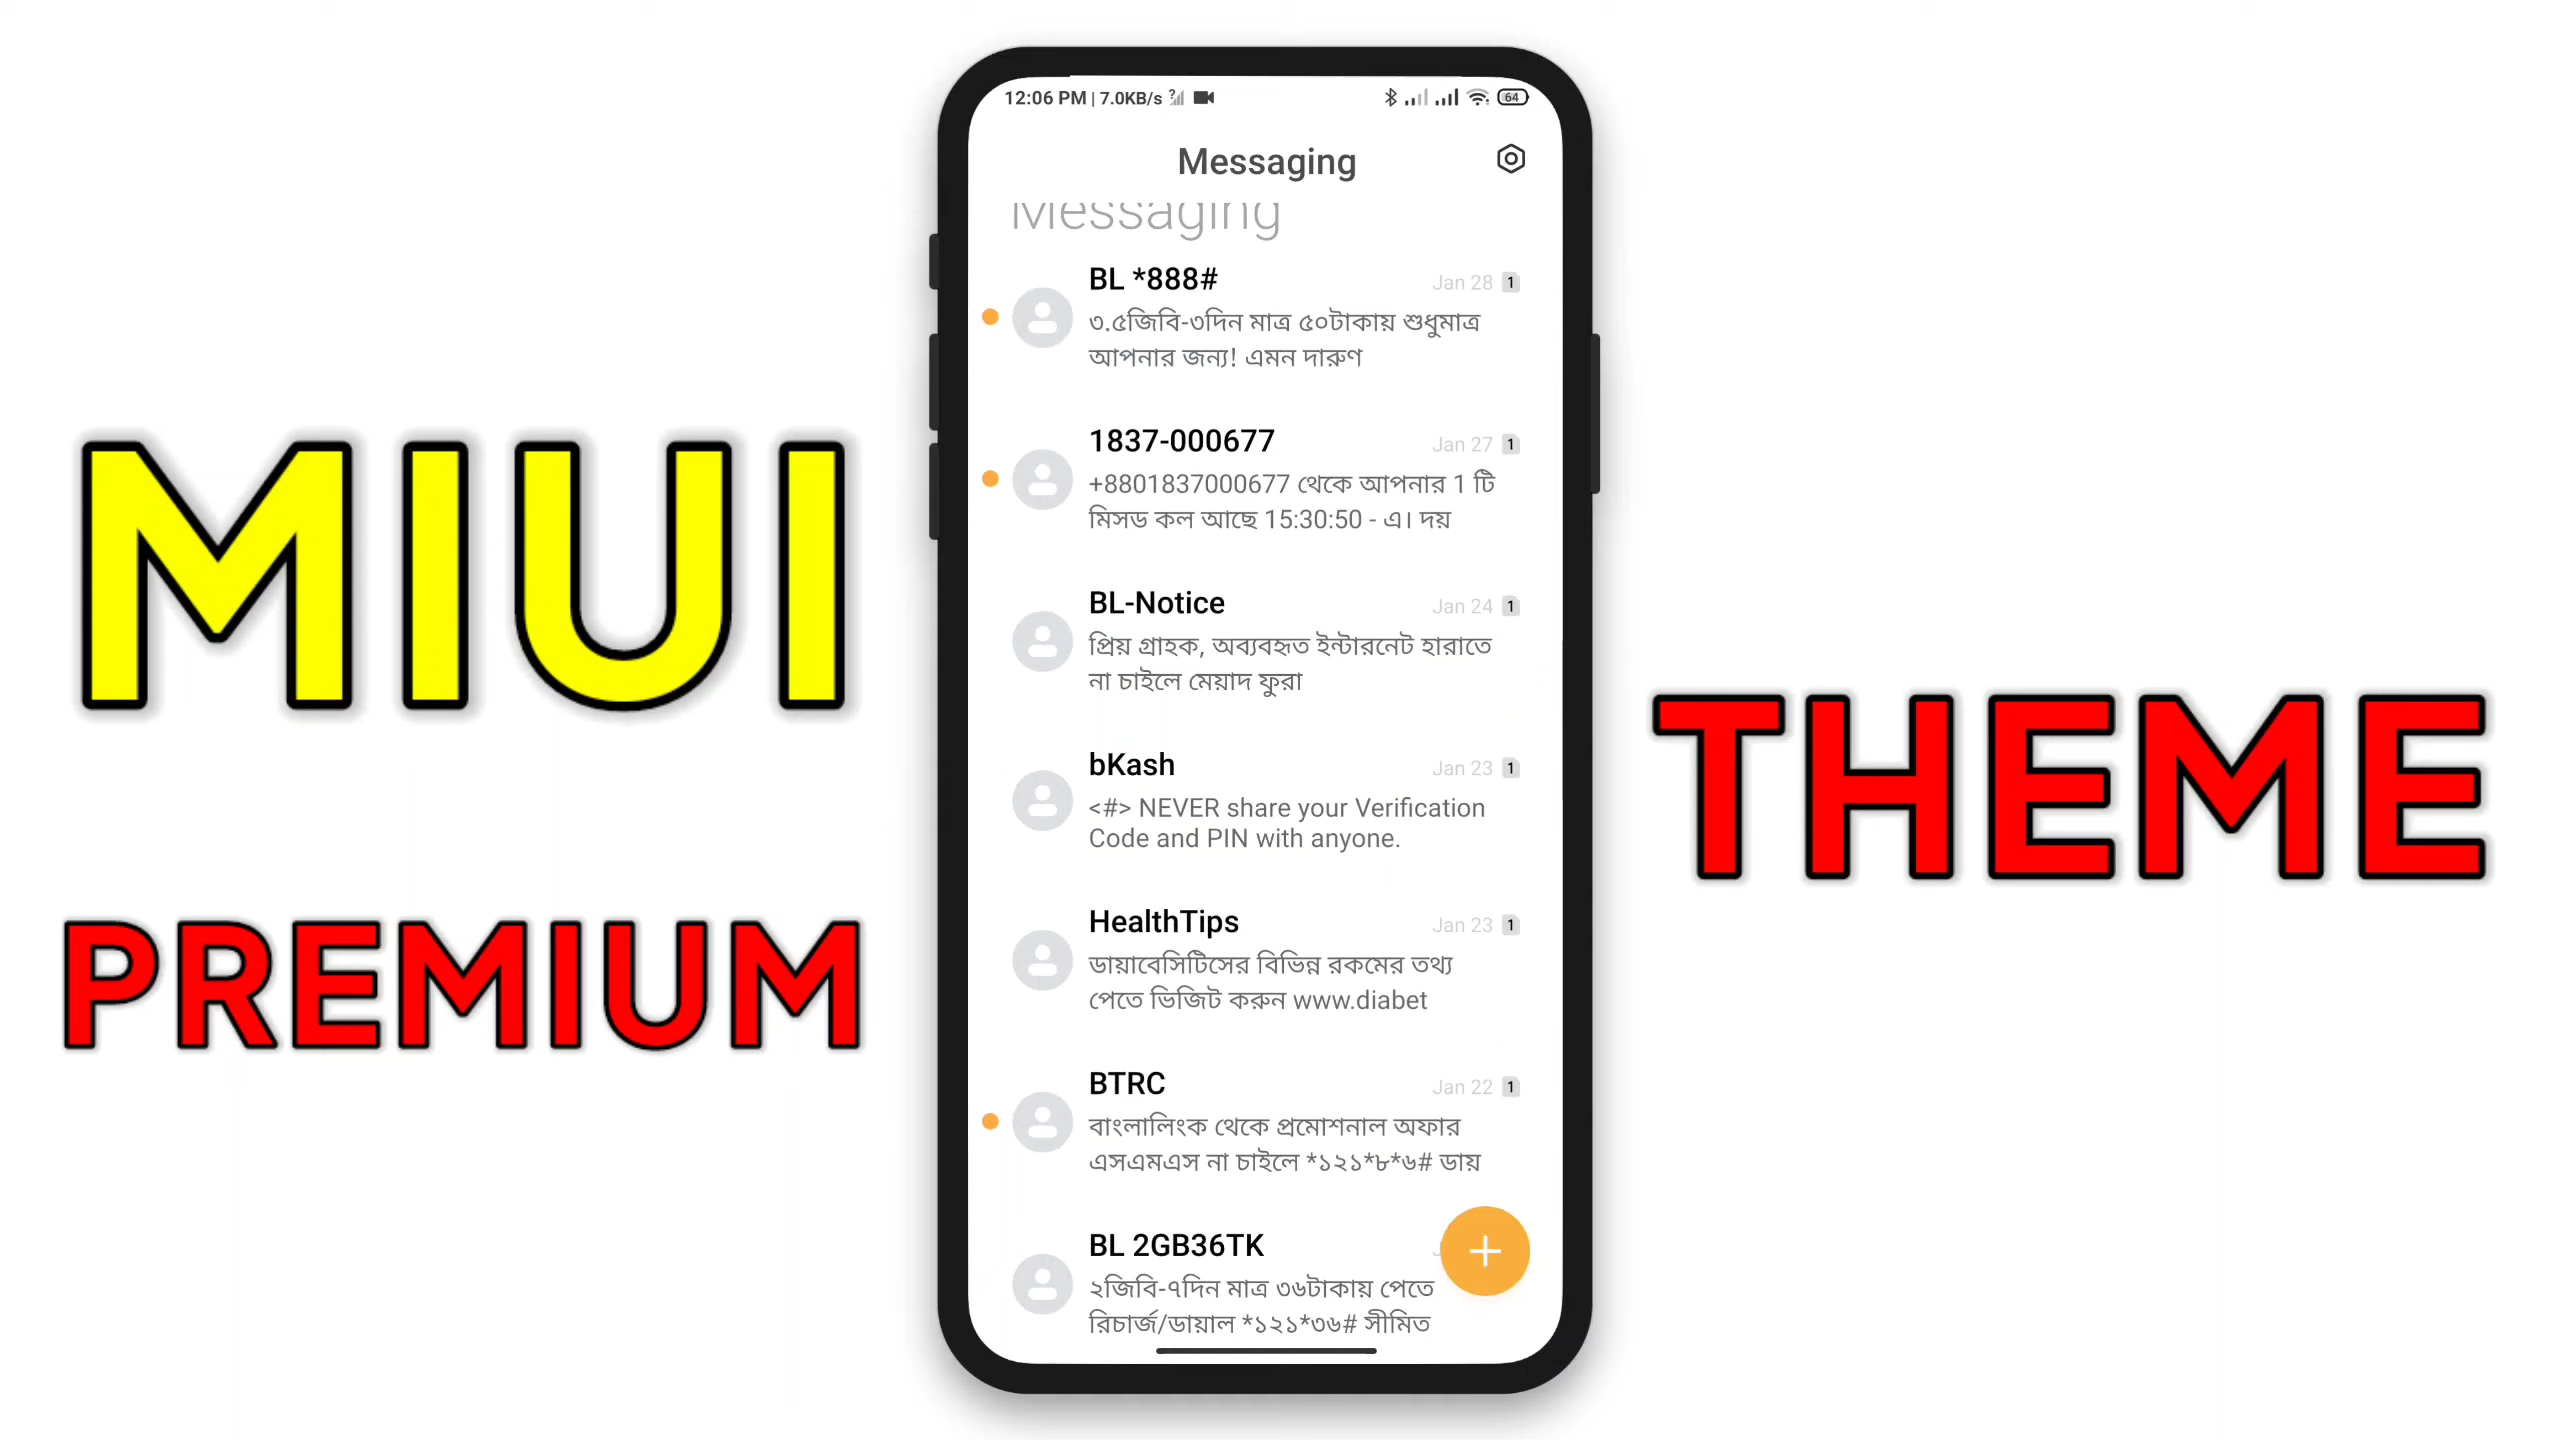 MIUI
PREMIUM
THEME
12:06 PM | 7.0KB/s
64
Messaging
Messaging
BL *888#
Jan 28 1
৩.৫জিবি-৩দিন মাত্র ৫০টাকায় শুধুমাত্র
আপনার জন্য! এমন দারুণ
1837-000677
Jan 27 1
+8801837000677 থেকে আপনার 1 টি
মিসড কল আছে 15:30:50 - এ। দয়
BL-Notice
Jan 24 1
প্রিয় গ্রাহক, অব্যবহৃত ইন্টারনেট হারাতে
না চাইলে মেয়াদ ফুরা
bKash
Jan 23 1
<#> NEVER share your Verification
Code and PIN with anyone.
HealthTips
Jan 23 1
ডায়াবেসিটিসের বিভিন্ন রকমের তথ্য
পেতে ভিজিট করুন www.diabet
BTRC
Jan 22 1
বাংলালিংক থেকে প্রমোশনাল অফার
এসএমএস না চাইলে *১২১*৮*৬# ডায়
BL 2GB36TK
২জিবি-৭দিন মাত্র ৩৬টাকায় পেতে
রিচার্জ/ডায়াল *১২১*৩৬# সীমিত